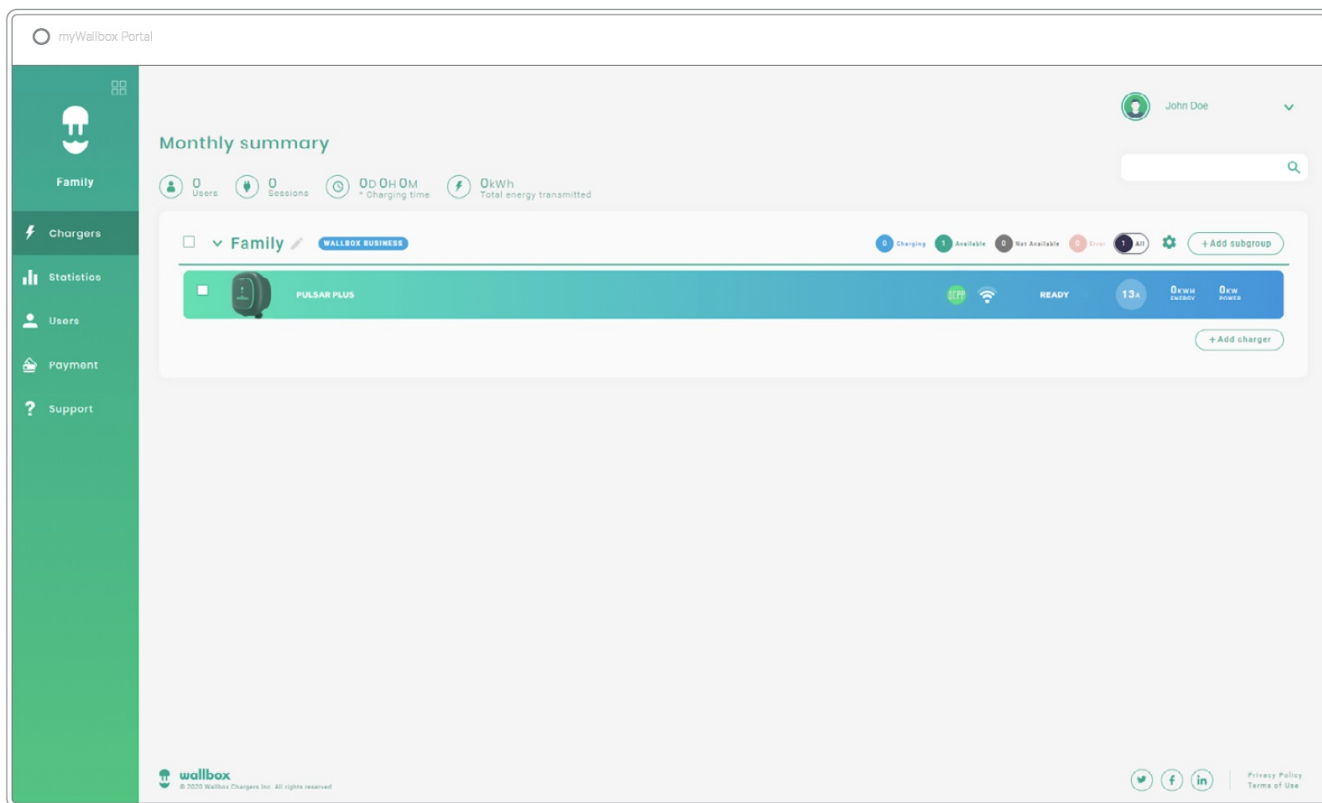 myWallbox Portal
John Doe
Monthly summary
Family
0 Users
0 Sessions
0D 0H 0M
* Charging time
0kWh
Total energy transmitted
Chargers
Statistics
Users
Payment
Support
Family WALLBOX BUSINESS 0 Charging 1 Available 0 Not Available 0 Error 1 All +Add subgroup
PULSAR PLUS OCPP READY 13A 0KWH ENERGY 0KW POWER
+Add charger
wallbox
© 2020 Wallbox Chargers Inc. All rights reserved
Privacy Policy
Terms of Use